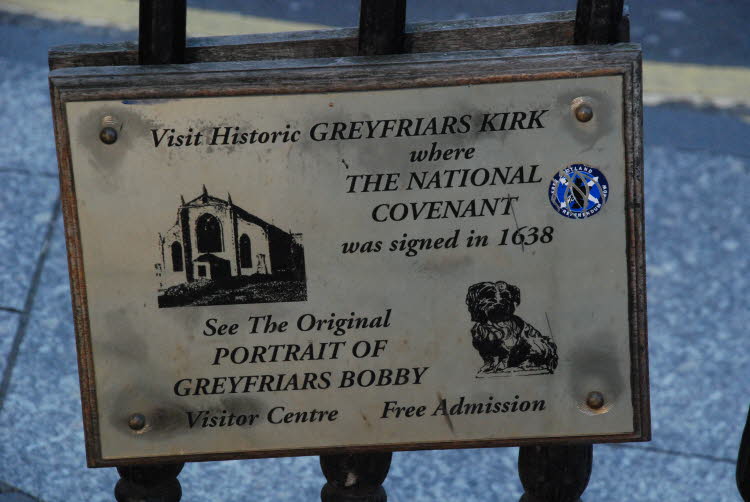 Visit Historic GREYFRIARS KIRK
where
THE NATIONAL
COVENANT
was signed in 1638
See The Original
PORTRAIT OF
GREYFRIARS BOBBY
Visitor Centre Free Admission